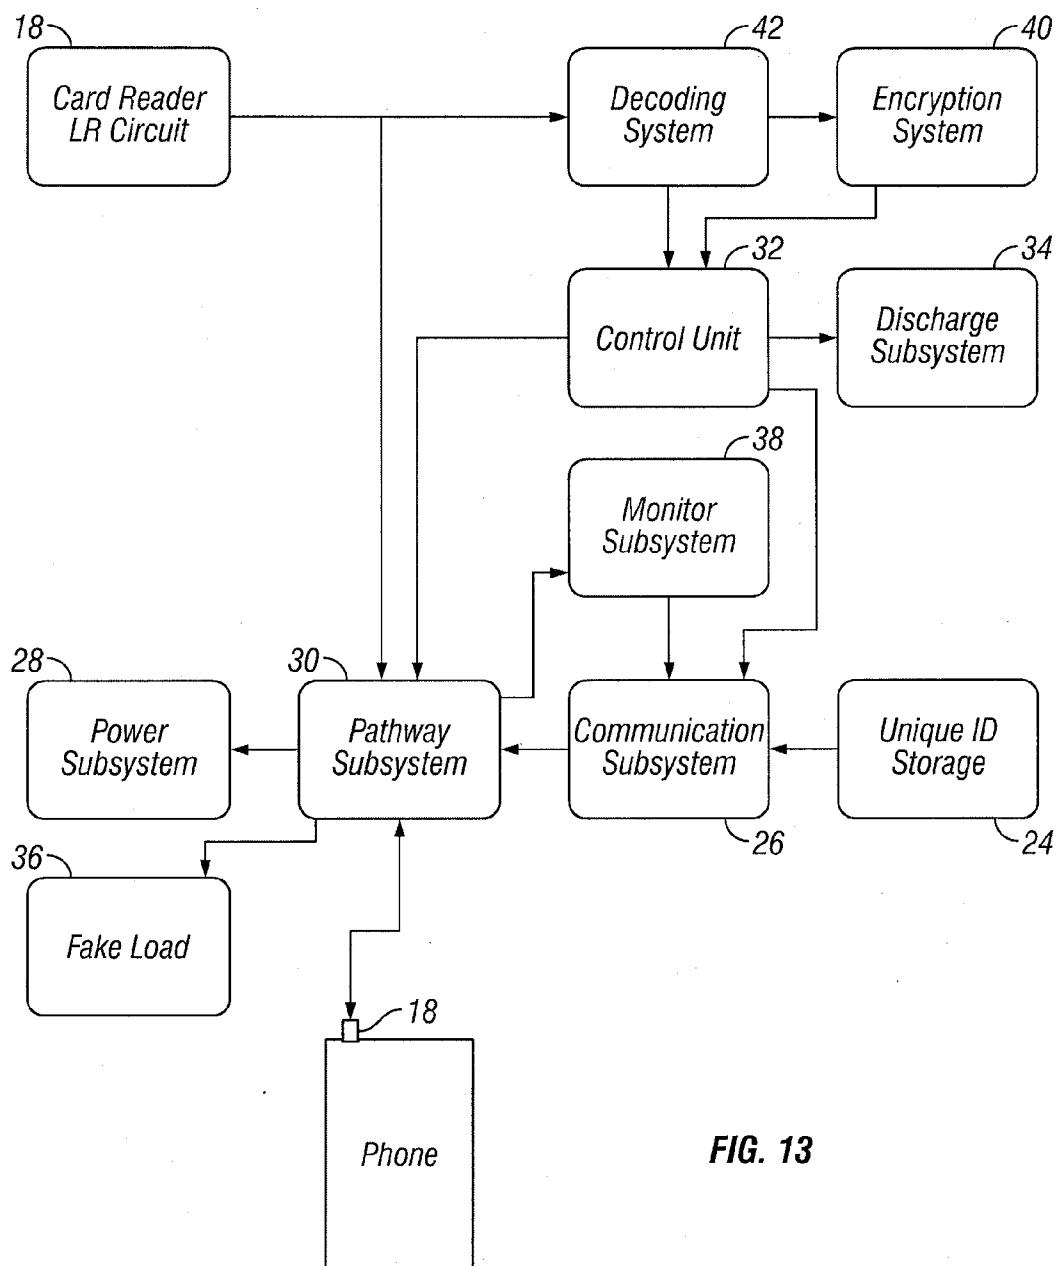 18
Card Reader
LR Circuit
42
Decoding
System
40
Encryption
System
32
Control Unit
34
Discharge
Subsystem
38
Monitor
Subsystem
28
Power
Subsystem
30
Pathway
Subsystem
Communication
Subsystem
26
Unique ID
Storage
24
36
Fake Load
18
Phone
FIG. 13